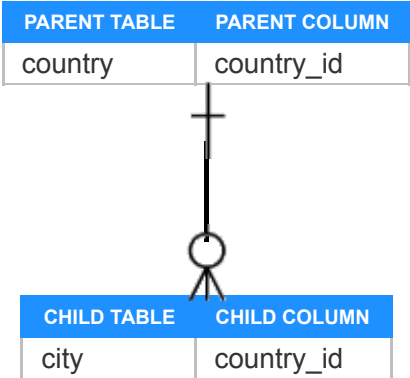 PARENT TABLE PARENT COLUMN
country country_id
CHILD TABLE CHILD COLUMN
city country_id